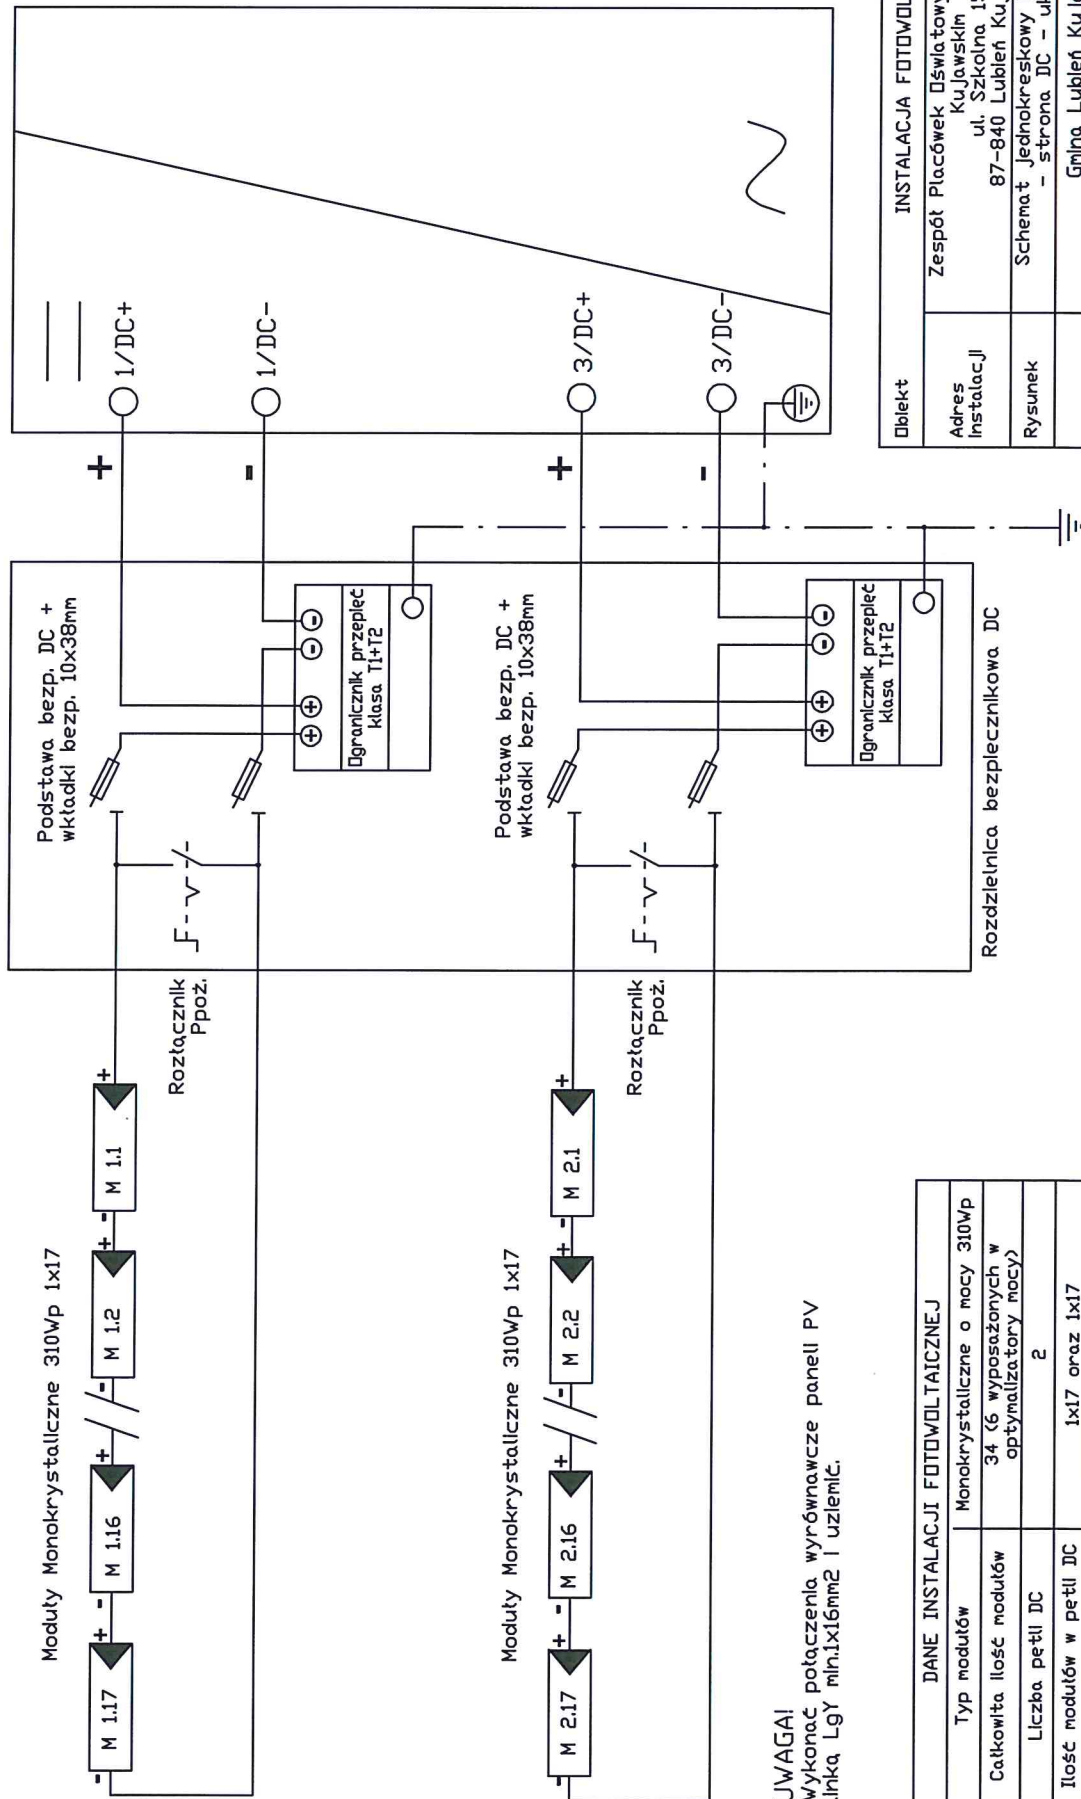 Moduły Monokrystaliczne 310Wp 1x17
- M 1.17 + - M 1.16 + - M 1.2 + - M 1.1 +
Rozłącznik
Ppoż.
Podstawa bezp. DC +
wkładki bezp. 10x38mm
+ + - -
Ogranicznik przepięć
klasa T1+T2
+
-
1/DC+
1/DC-
Moduły Monokrystaliczne 310Wp 1x17
- M 2.17 + - M 2.16 + - M 2.2 + - M 2.1 +
Rozłącznik
Ppoż.
Podstawa bezp. DC +
wkładki bezp. 10x38mm
+ + - -
Ogranicznik przepięć
klasa T1+T2
+
-
3/DC+
3/DC-
Rozdzielnica bezpiecznikowa DC
UWAGA!
Wykonać połączenia wyrównawcze paneli PV
linką LgY min.1x16mm2 i uziemić.
DANE INSTALACJI FOTOWOLTAICZNEJ
Typ modułów Monokrystaliczne o mocy 310Wp
Całkowita ilość modułów 34 (6 wyposażonych w
optymalizatory mocy)
Liczba pętli DC 2
Ilość modułów w pętli DC 1x17 oraz 1x17
Obiekt INSTALACJA
Adres
Instalacji
Zespół Placówek
Kujawskim
ul. Szkolna
87-840 Lubień
Rysunek Schemat jednokreskowy
- strona DC -
Gmina Lubień